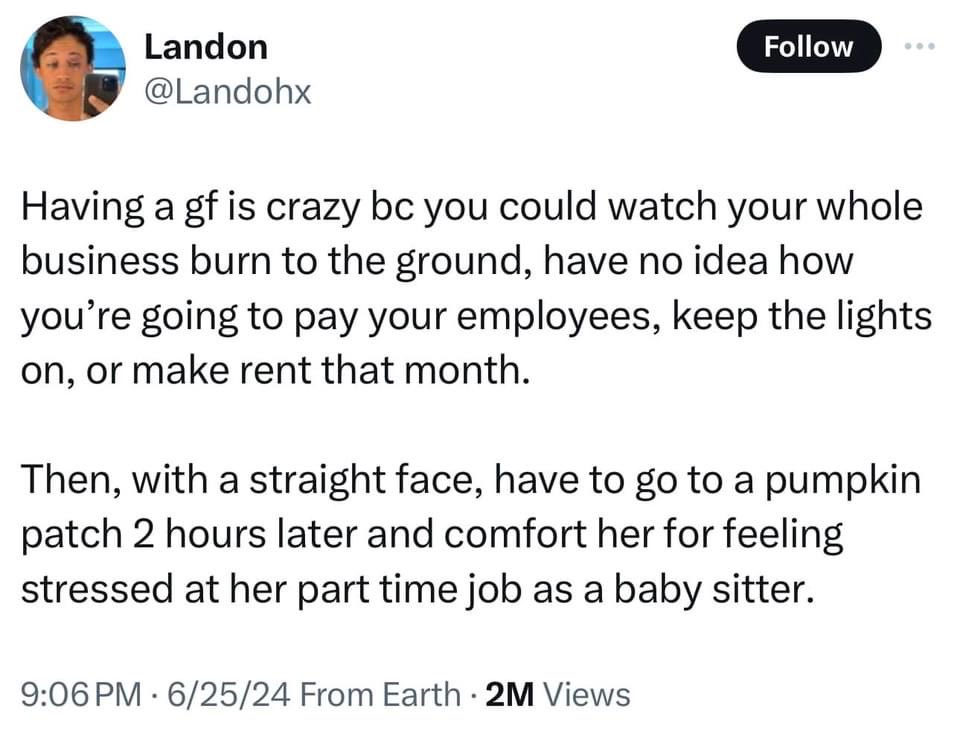 Landon
Follow
@Landohx
Having a gf is crazy bc you could watch your whole
business burn to the ground, have no idea how
you’re going to pay your employees, keep the lights
on, or make rent that month.
Then, with a straight face, have to go to a pumpkin
patch 2 hours later and comfort her for feeling
stressed at her part time job as a baby sitter.
9:06 PM · 6/25/24 From Earth · 2M Views